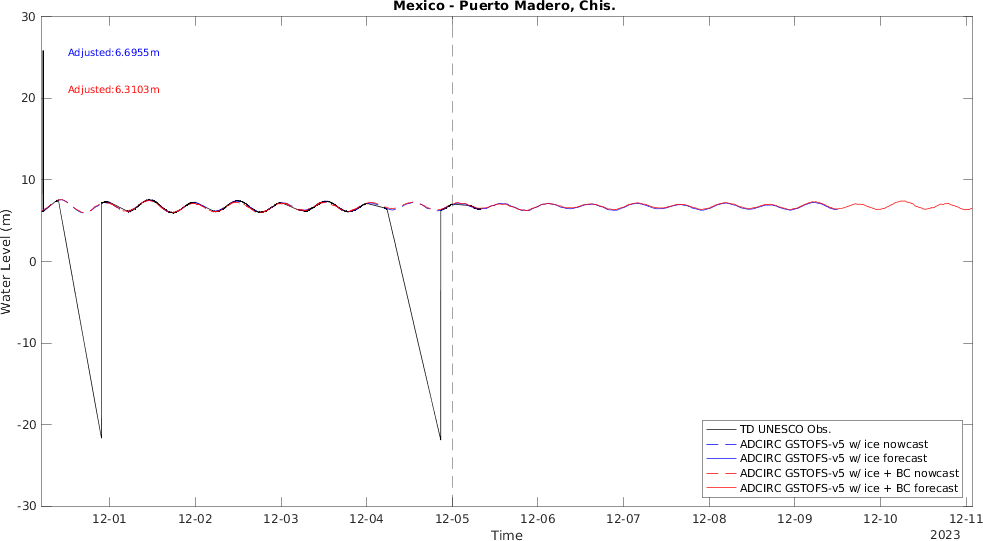 Mexico - Puerto Madero, Chis.
30
20
10
0
-10
-20
-30
Water Level (m)
Adjusted:6.6955m
Adjusted:6.3103m
TD UNESCO Obs.
ADCIRC GSTOFS-v5 w/ ice nowcast
ADCIRC GSTOFS-v5 w/ ice forecast
ADCIRC GSTOFS-v5 w/ ice + BC nowcast
ADCIRC GSTOFS-v5 w/ ice + BC forecast
12-01 12-02 12-03 12-04 12-05 12-06 12-07 12-08 12-09 12-10 12-11
Time
2023